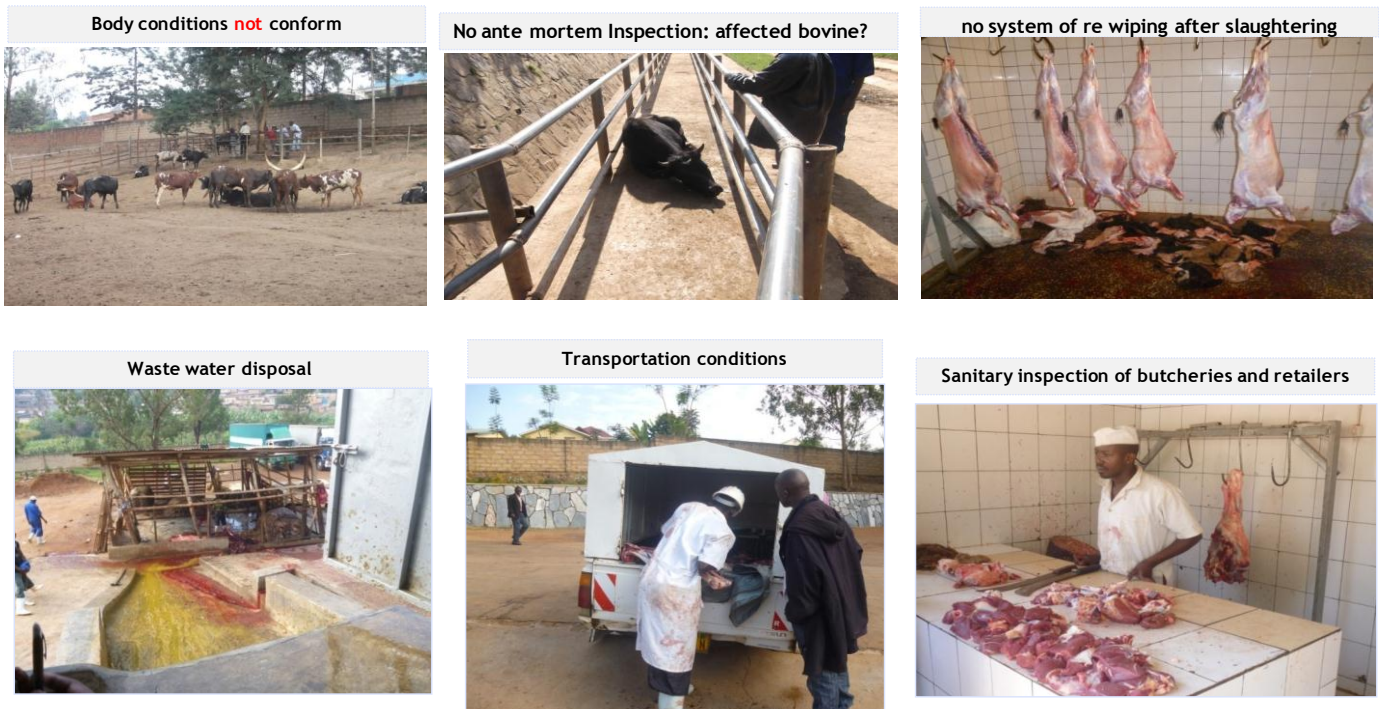 Body conditions not conform
No ante mortem Inspection: affected bovine?
no system of re wiping after slaughtering
Waste water disposal
Transportation conditions
Sanitary inspection of butcheries and retailers